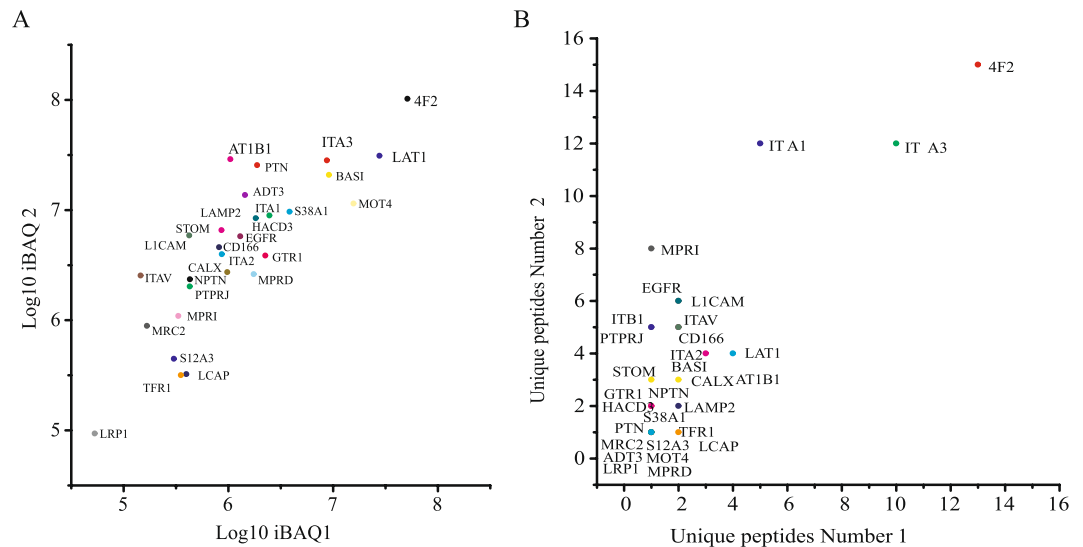 A
B
8
7
6
5
5
6
7
8
Log10 iBAQ 2
Log10 iBAQ1
4F2
AT1B1
ITA3
PTN
LAT1
BASI
ADT3
MOT4
LAMP2
ITA1
S38A1
STOM
HACD3
EGFR
L1CAM
CD166
ITA2
GTR1
CALX
ITAV
NPTN
MPRD
PTPRJ
MPRI
MRC2
S12A3
LCAP
TFR1
LRP1
16
14
12
10
8
6
4
2
0
0
2
4
6
8
10
12
14
16
Unique peptides Number 2
Unique peptides Number 1
4F2
IT A1
IT A3
MPRI
EGFR
L1CAM
ITB1
ITAV
PTPRJ
CD166
ITA2
LAT1
BASI
STOM
CALX
AT1B1
GTR1
NPTN
HACD3
LAMP2
S38A1
PTN
TFR1
MRC2
S12A3
LCAP
ADT3
MOT4
LRP1
MPRD